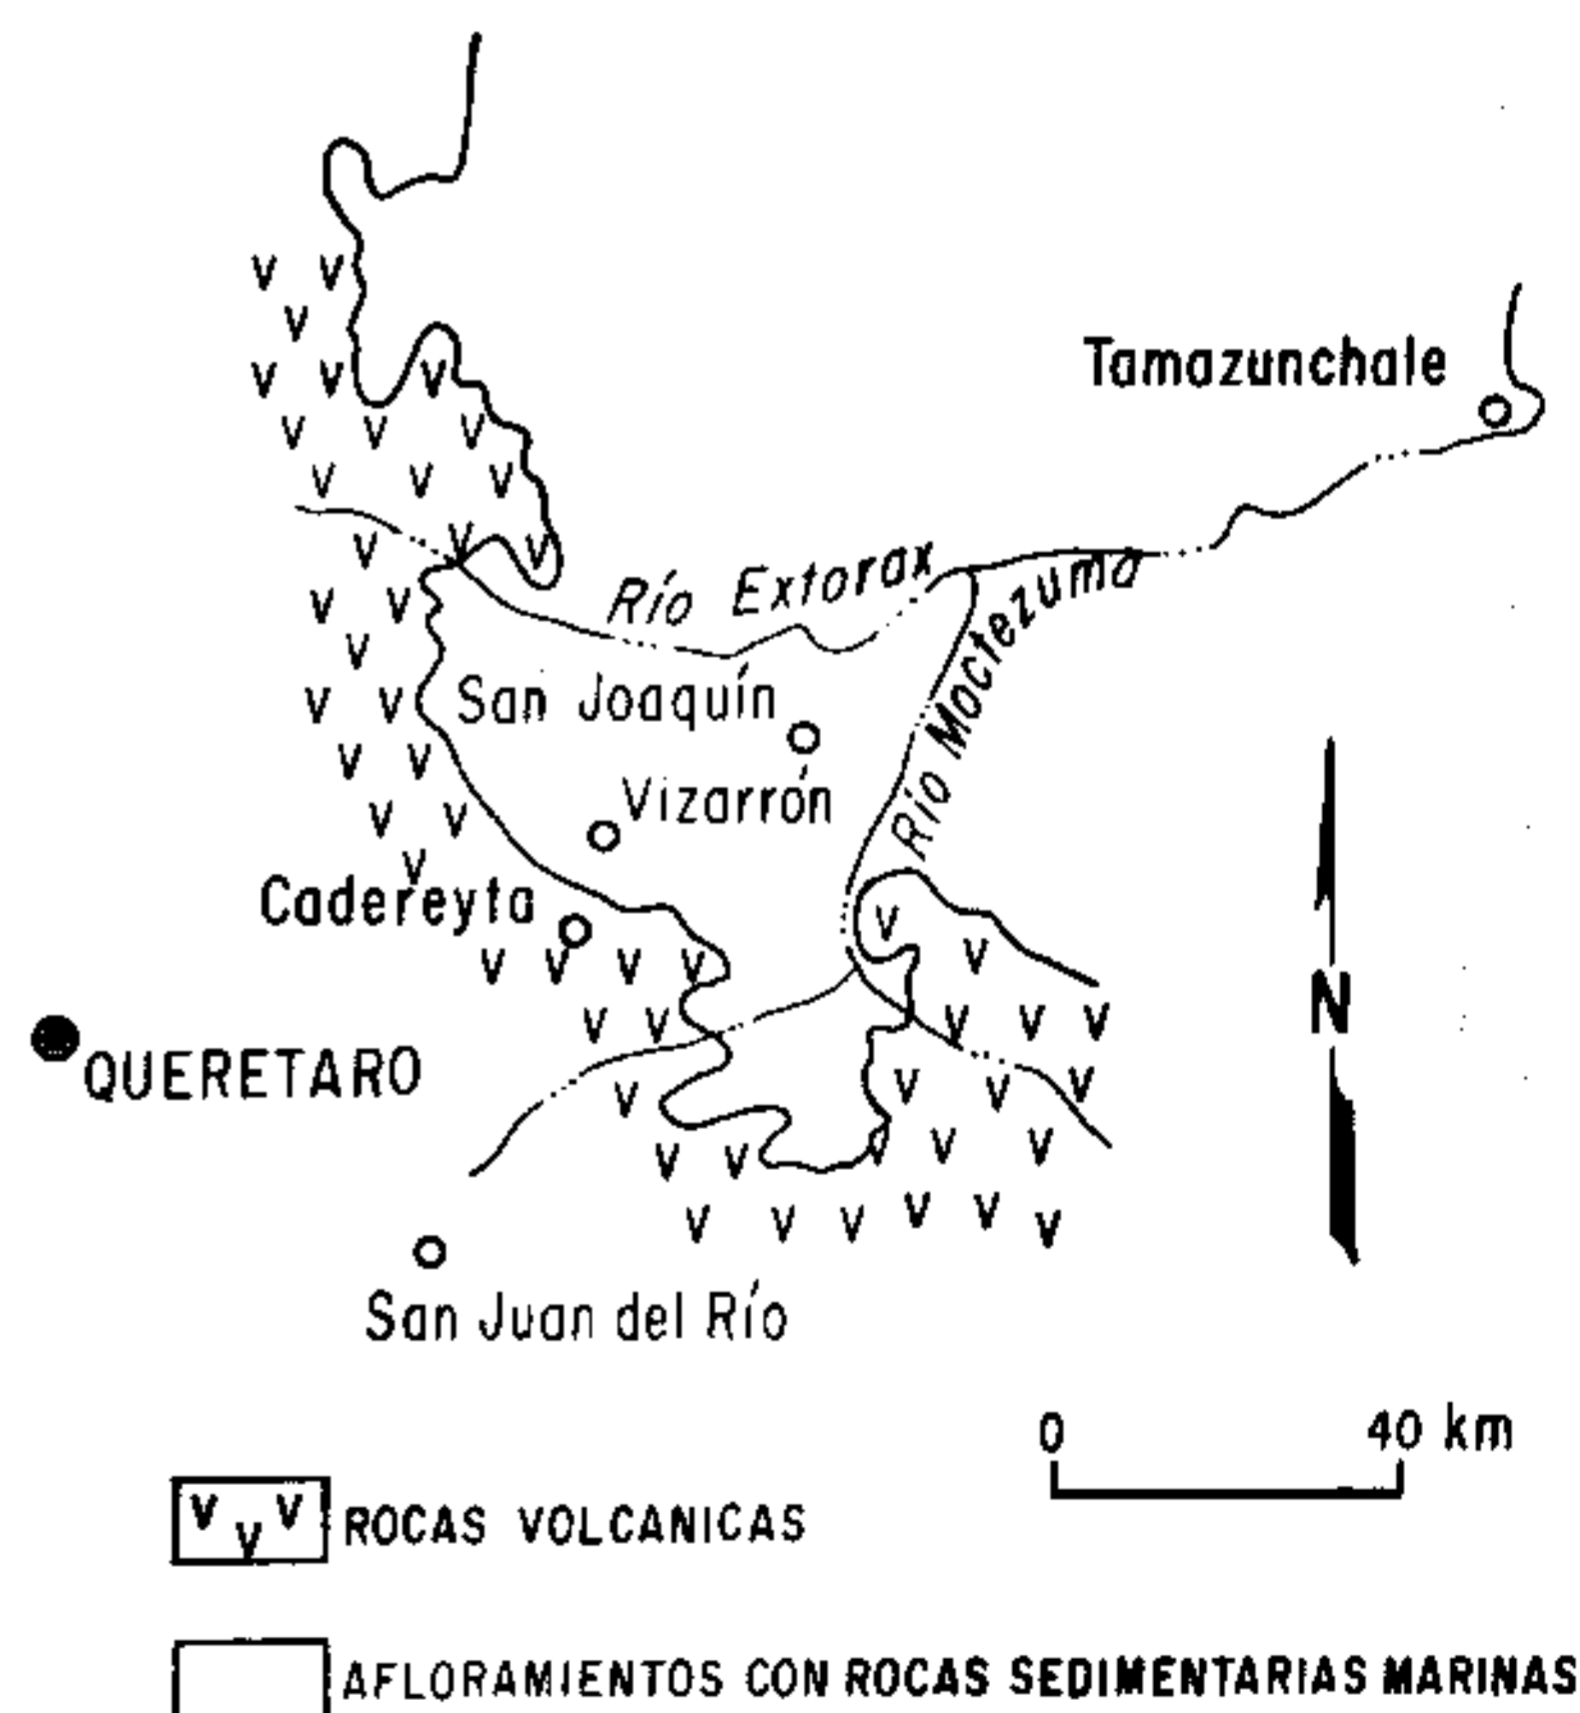 Tamazunchale
Río Extorax
Río Moctezuma
San Joaquín
Vizarrón
Cadereyta
QUERETARO
N
San Juan del Río
0 40 km
ROCAS VOLCANICAS
AFLORAMIENTOS CON ROCAS SEDIMENTARIAS MARINAS